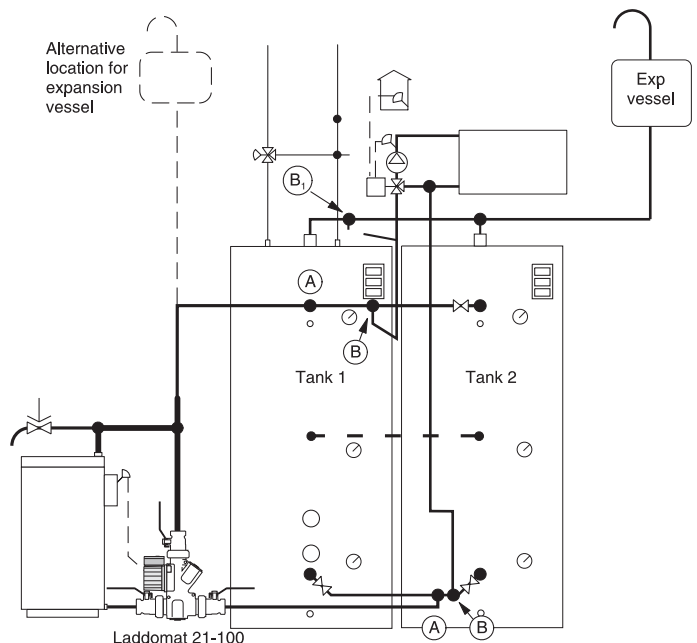 Alternative
location for
expansion
vessel
Exp
vessel
B₁
A
B
Tank 1
Tank 2
A
B
Laddomat 21-100